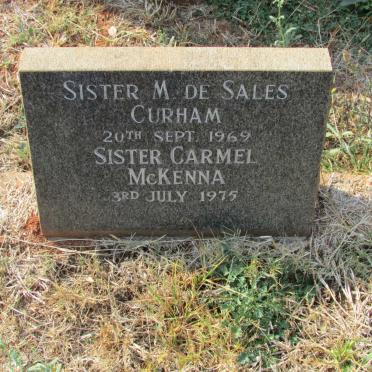 SISTER M. DE SALES
CURHAM
20TH SEPT. 1969
SISTER CARMEL
MCKENNA
3RD JULY 1975